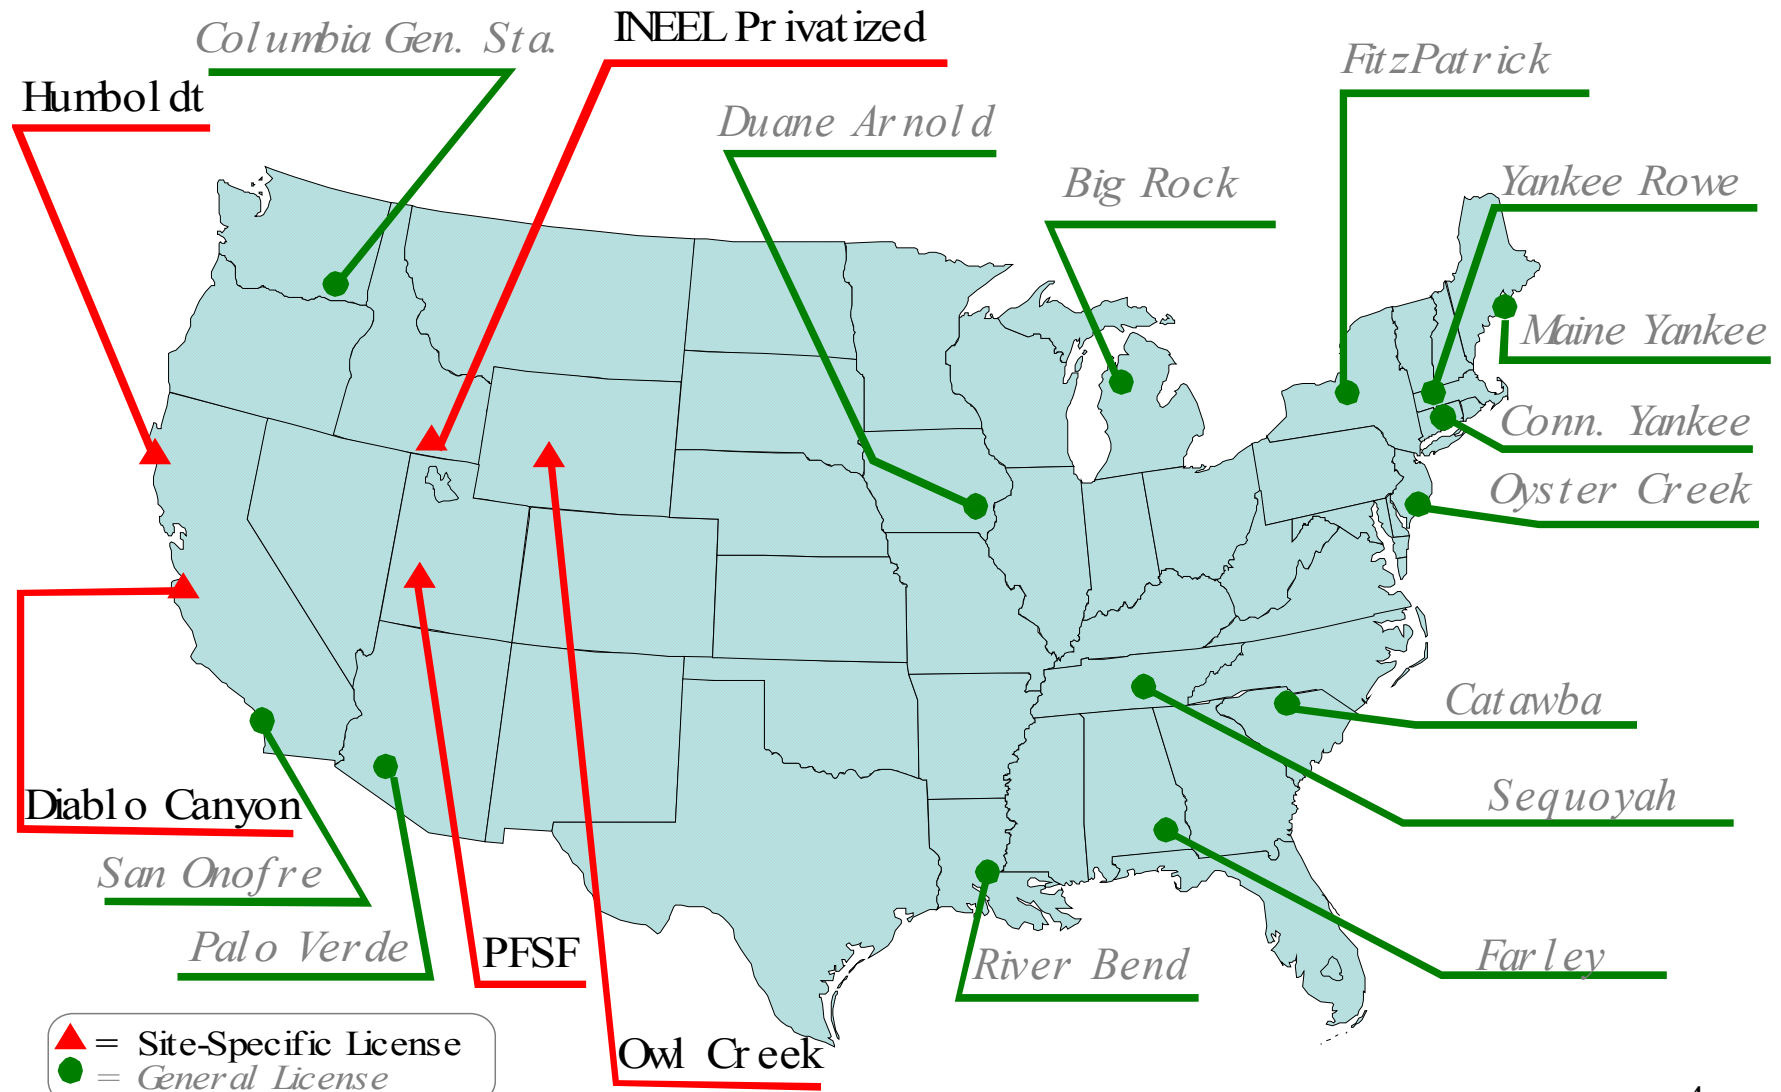 Columbia Gen. Sta.
INEEL Privatized
FitzPatrick
Humboldt
Duane Arnold
Big Rock
Yankee Rowe
Maine Yankee
Conn. Yankee
Oyster Creek
Catawba
Sequoyah
Diablo Canyon
San Onofre
Palo Verde
PFSF
River Bend
Farley
Owl Creek
= Site-Specific License
= General License